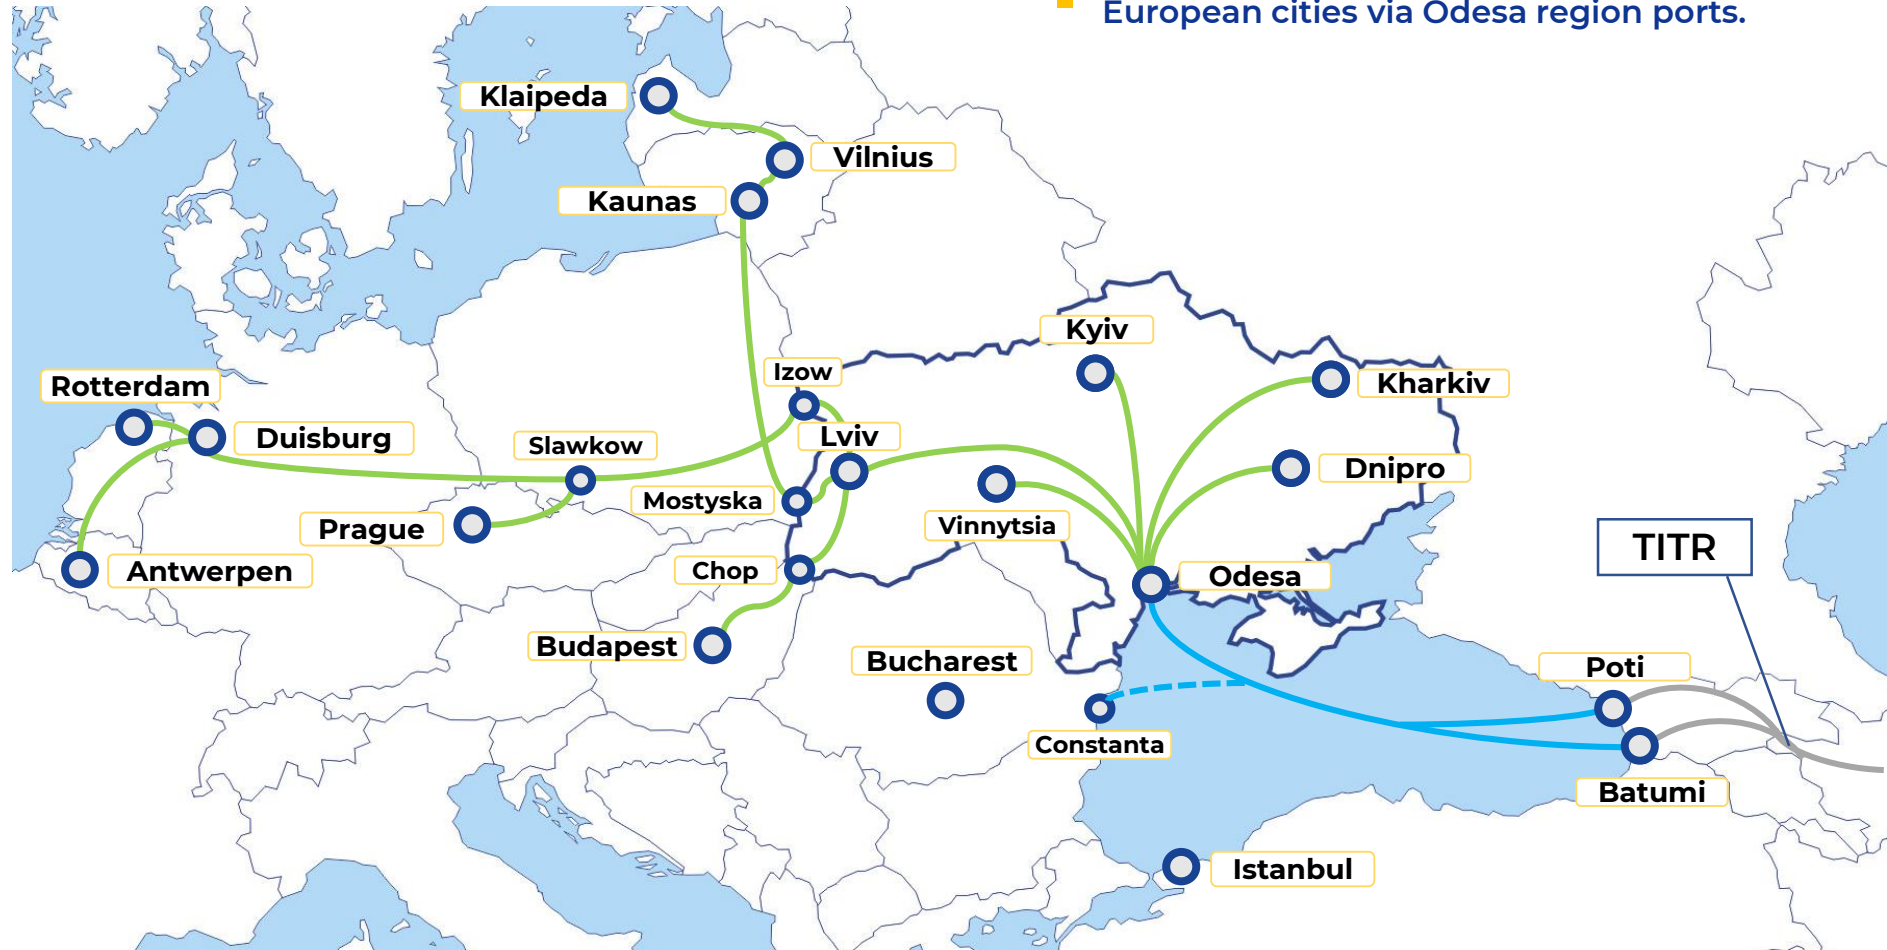 European cities via Odesa region ports.
Klaipeda
Vilnius
Kaunas
Kyiv
Izow
Rotterdam
Kharkiv
Duisburg
Slawkow
Lviv
Dnipro
Mostyska
Prague
Vinnytsia
TITR
Antwerpen
Chop
Odesa
Budapest
Bucharest
Poti
Constanta
Batumi
Istanbul